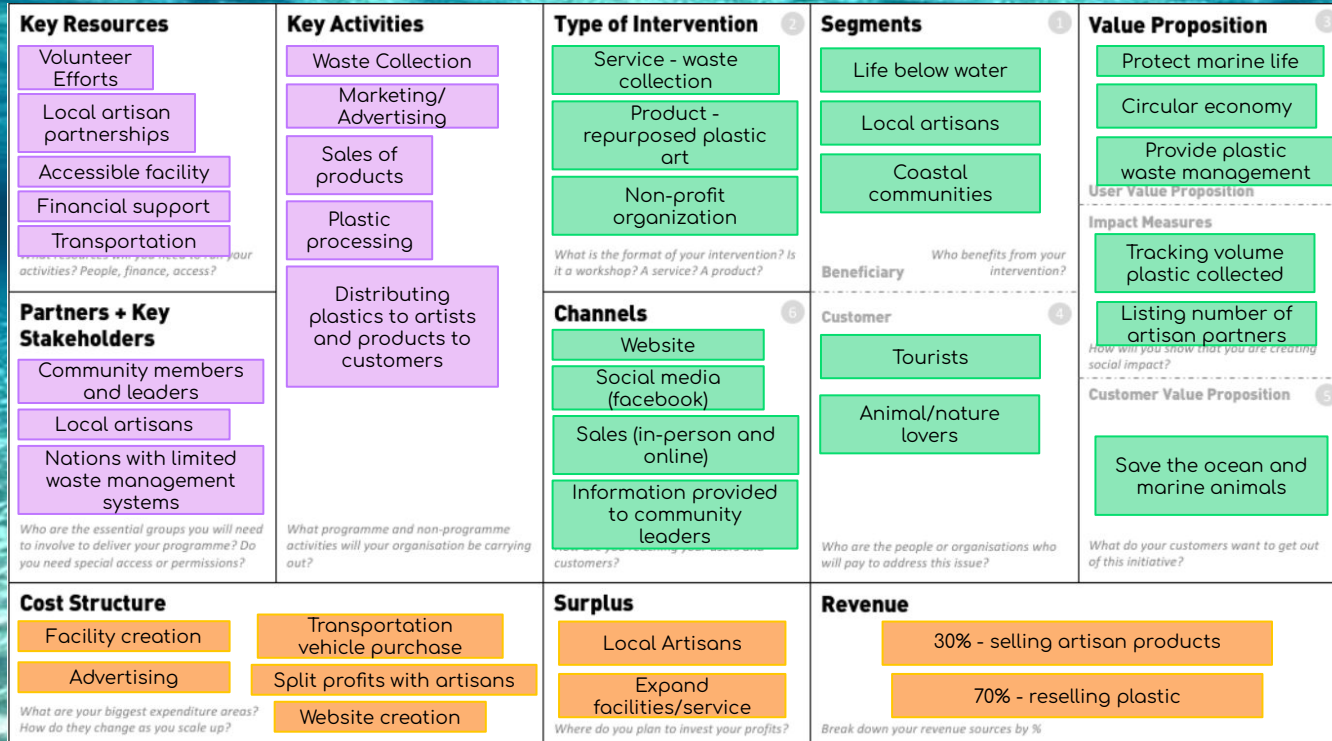 Key Resources
Volunteer
Efforts
Local artisan
partnerships
Accessible facility
Financial support
Transportation
activities? People, finance, access?
Key Activities
Waste Collection
Marketing/
Advertising
Sales of
products
Plastic
processing
Distributing
plastics to artists
and products to
customers
What programme and non-programme
activities will your organisation be carrying
out?
Type of Intervention
2
Service - waste
collection
Product -
repurposed plastic
art
Non-profit
organization
What is the format of your intervention? Is
it a workshop? A service? A product?
Segments
1
Life below water
Local artisans
Coastal
communities
Beneficiary
Who benefits from your
intervention?
Customer
4
Tourists
Animal/nature
lovers
Who are the people or organisations who
will pay to address this issue?
Value Proposition
3
Protect marine life
Circular economy
Provide plastic
waste management
User Value Proposition
Impact Measures
Tracking volume
plastic collected
Listing number of
artisan partners
How will you show that you are creating
social impact?
Customer Value Proposition
5
Save the ocean and
marine animals
What do your customers want to get out
of this initiative?
Partners + Key
Stakeholders
Community members
and leaders
Local artisans
Nations with limited
waste management
systems
Who are the essential groups you will need
to involve to deliver your programme? Do
you need special access or permissions?
Channels
6
Website
Social media
(facebook)
Sales (in-person and
online)
Information provided
to community
leaders
customers?
Cost Structure
Facility creation
Advertising
Transportation
vehicle purchase
Split profits with artisans
Website creation
What are your biggest expenditure areas?
How do they change as you scale up?
Surplus
Local Artisans
Expand
facilities/service
Where do you plan to invest your profits?
Revenue
30% - selling artisan products
70% - reselling plastic
Break down your revenue sources by %